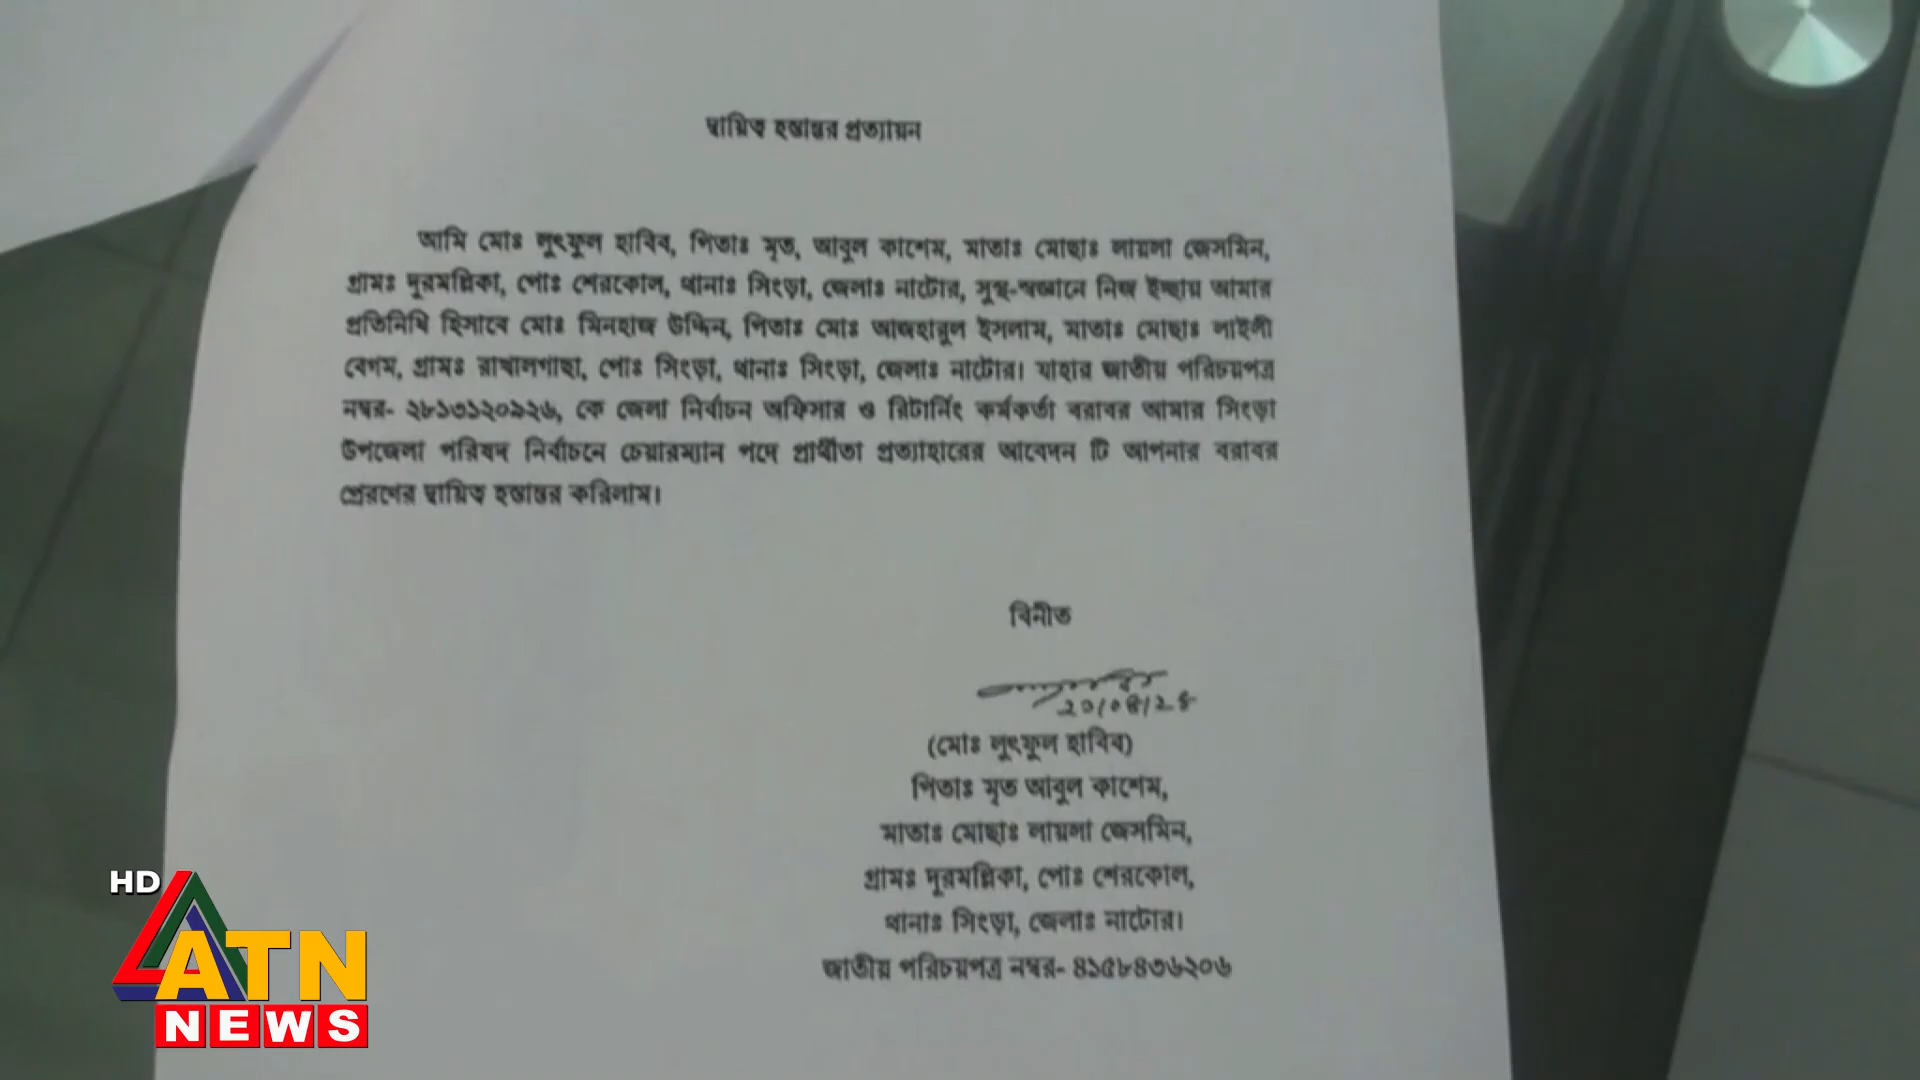 দ্বায়িত্ব হস্তান্তর প্রত্যায়ন
আমি মোঃ লুৎফুল হাবিব, পিতাঃ মৃত, আবুল কাশেম, মাতাঃ মোছাঃ লায়লা জেসমিন,
গ্রামঃ দূরমল্লিকা, পোঃ শেরকোল, থানাঃ সিংড়া, জেলাঃ নাটোর, সুস্থ-স্বজ্ঞানে নিজ ইচ্ছায় আমার
প্রতিনিধি হিসাবে মোঃ মিনহাজ উদ্দিন, পিতাঃ মোঃ আজহারুল ইসলাম, মাতাঃ মোছাঃ লাইলী
বেগম, গ্রামঃ রাখালগাছা, পোঃ সিংড়া, থানাঃ সিংড়া, জেলাঃ নাটোর। যাহার জাতীয় পরিচয়পত্র
নম্বর- ২৮১৩১২০৯২৬, কে জেলা নির্বাচন অফিসার ও রিটার্নিং কর্মকর্তা বরাবর আমার সিংড়া
উপজেলা পরিষদ নির্বাচনে চেয়ারম্যান পদে প্রার্থীতা প্রত্যাহারের আবেদন টি আপনার বরাবর
প্রেরণের দ্বায়িত্ব হস্তান্তর করিলাম।
বিনীত
২১/০৪/২৪
(মোঃ লুৎফুল হাবিব)
পিতাঃ মৃত আবুল কাশেম,
মাতাঃ মোছাঃ লায়লা জেসমিন,
গ্রামঃ দূরমল্লিকা, পোঃ শেরকোল,
থানাঃ সিংড়া, জেলাঃ নাটোর।
জাতীয় পরিচয়পত্র নম্বর- ৪১৫৮৪৩৬২০৬
HD
ATN
NEWS